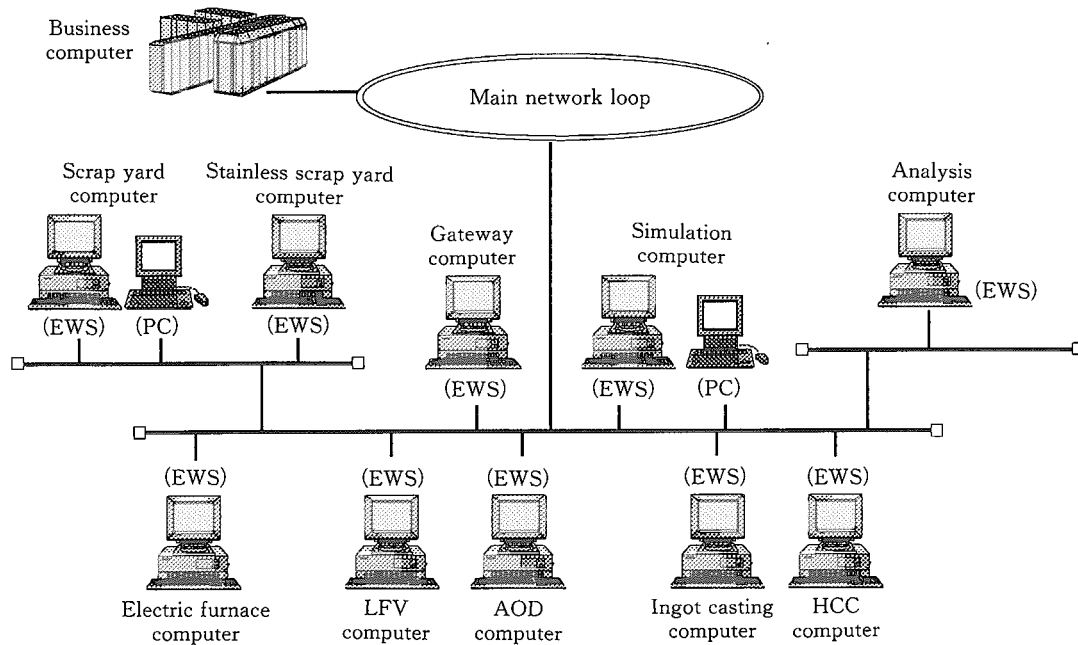 Business
computer
Main network loop
Scrap yard
computer
Stainless scrap yard
computer
Analysis
computer
Gateway
computer
Simulation
computer
(EWS)
(EWS) (PC) (EWS)
(EWS) (EWS) (PC)
(EWS) (EWS) (EWS) (EWS) (EWS)
Electric furnace
computer
LFV
computer
AOD
computer
Ingot casting
computer
HCC
computer